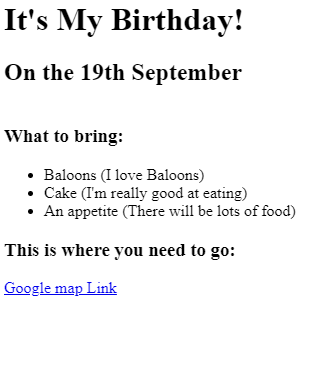 It's My Birthday!
On the 19th September
What to bring:
Baloons (I love Baloons)
Cake (I'm really good at eating)
An appetite (There will be lots of food)
This is where you need to go:
Google map Link